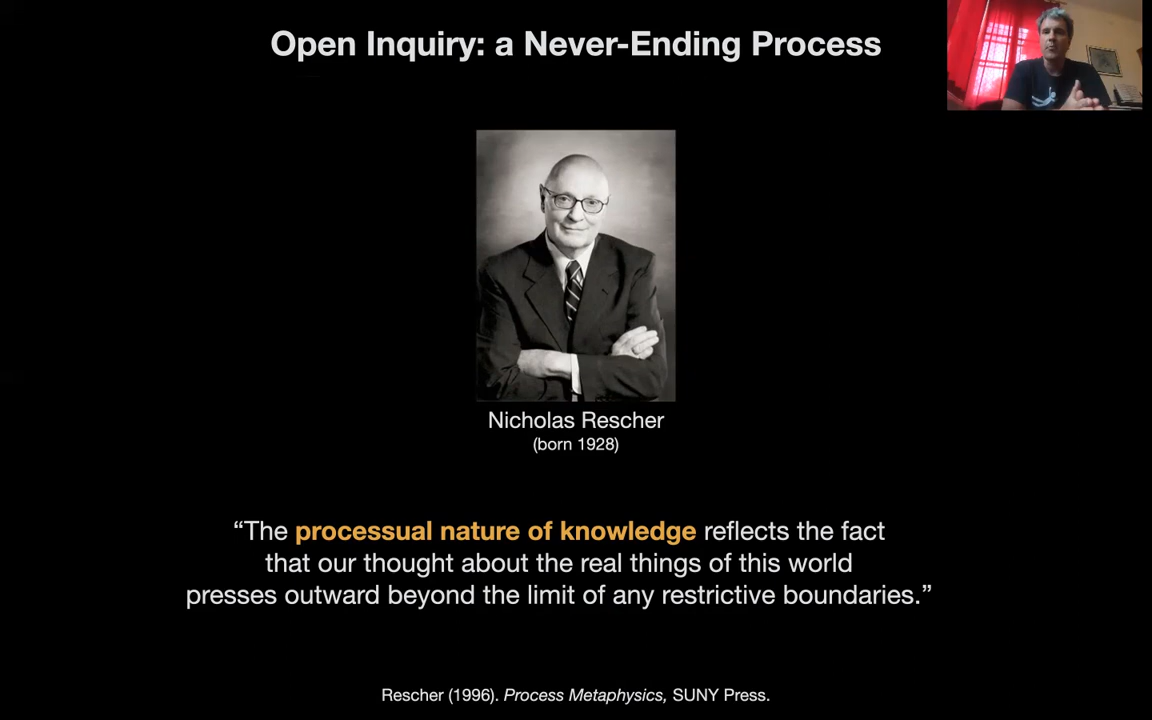 Open Inquiry: a Never-Ending Process
Nicholas Rescher
(born 1928)
“The processual nature of knowledge reflects the fact
that our thought about the real things of this world
presses outward beyond the limit of any restrictive boundaries.”
Rescher (1996). Process Metaphysics, SUNY Press.